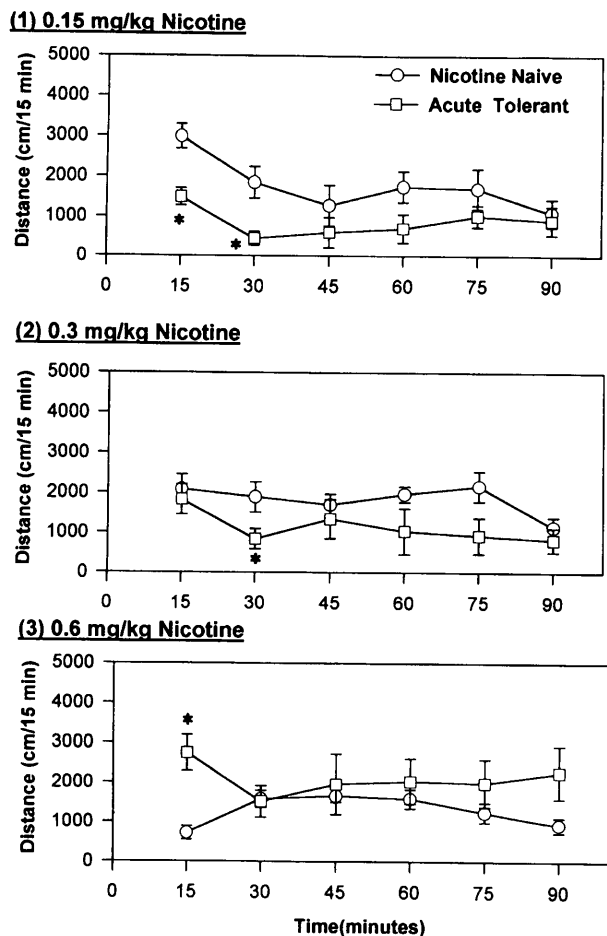 (1) 0.15 mg/kg Nicotine
Distance (cm/15 min)
5000
4000
3000
2000
1000
0
Nicotine Naive
Acute Tolerant
*
*
0 15 30 45 60 75 90
(2) 0.3 mg/kg Nicotine
Distance (cm/15 min)
5000
4000
3000
2000
1000
0
*
0 15 30 45 60 75 90
(3) 0.6 mg/kg Nicotine
Distance (cm/15 min)
5000
4000
3000
2000
1000
0
*
0 15 30 45 60 75 90
Time(minutes)